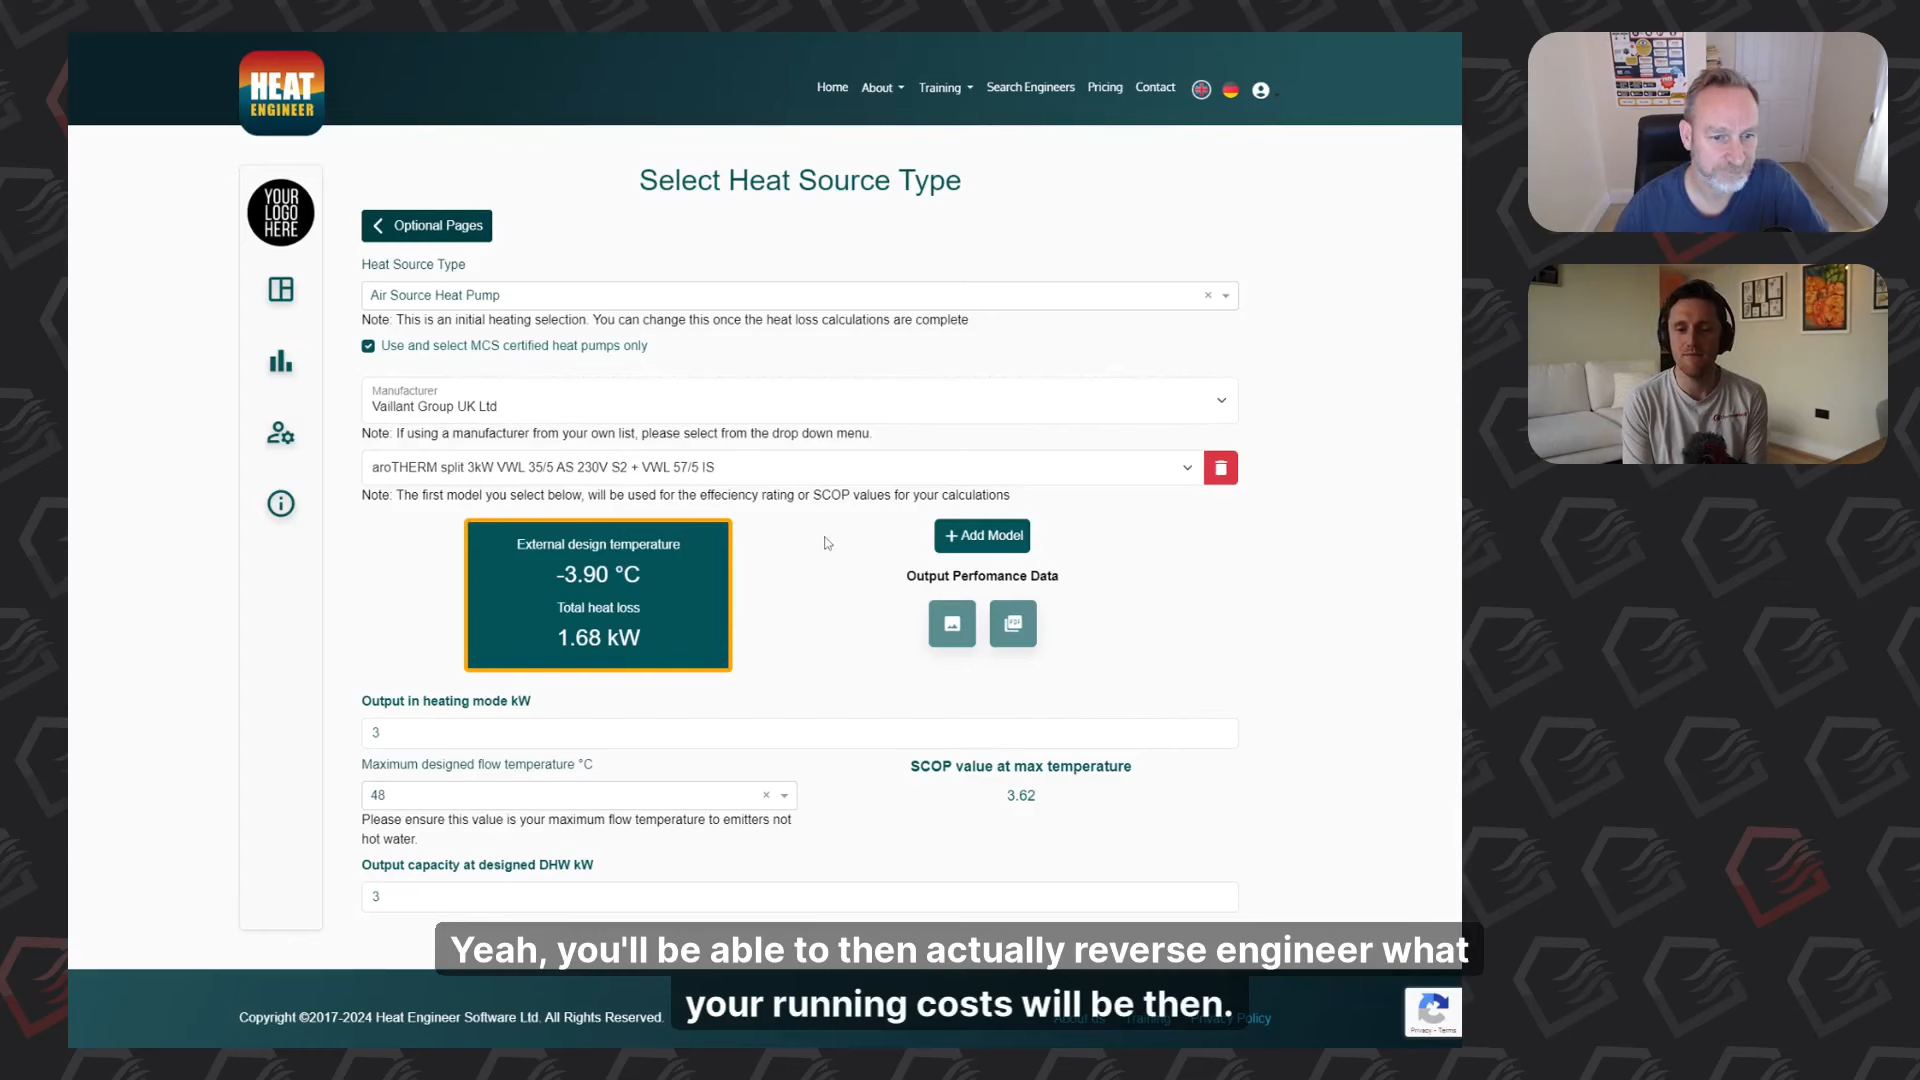 HEAT
ENGINEER
Home
About
Training
Search Engineers
Pricing
Contact
YOUR
LOGO
HERE
Select Heat Source Type
Optional Pages
Heat Source Type
Air Source Heat Pump
Note: This is an initial heating selection. You can change this once the heat loss calculations are complete
Use and select MCS certified heat pumps only
Manufacturer
Vaillant Group UK Ltd
Note: If using a manufacturer from your own list, please select from the drop down menu.
aroTHERM split 3kW VWL 35/5 AS 230V S2 + VWL 57/5 IS
Note: The first model you select below, will be used for the effeciency rating or SCOP values for your calculations
External design temperature
-3.90 °C
Total heat loss
1.68 kW
+ Add Model
Output Perfomance Data
PDF
Output in heating mode kW
3
Maximum designed flow temperature °C
48
Please ensure this value is your maximum flow temperature to emitters not
hot water.
SCOP value at max temperature
3.62
Output capacity at designed DHW kW
3
Yeah, you'll be able to then actually reverse engineer what
your running costs will be then.
Copyright ©2017-2024 Heat Engineer Software Ltd. All Rights Reserved.
About us
Training
Privacy Policy
Privacy - Terms